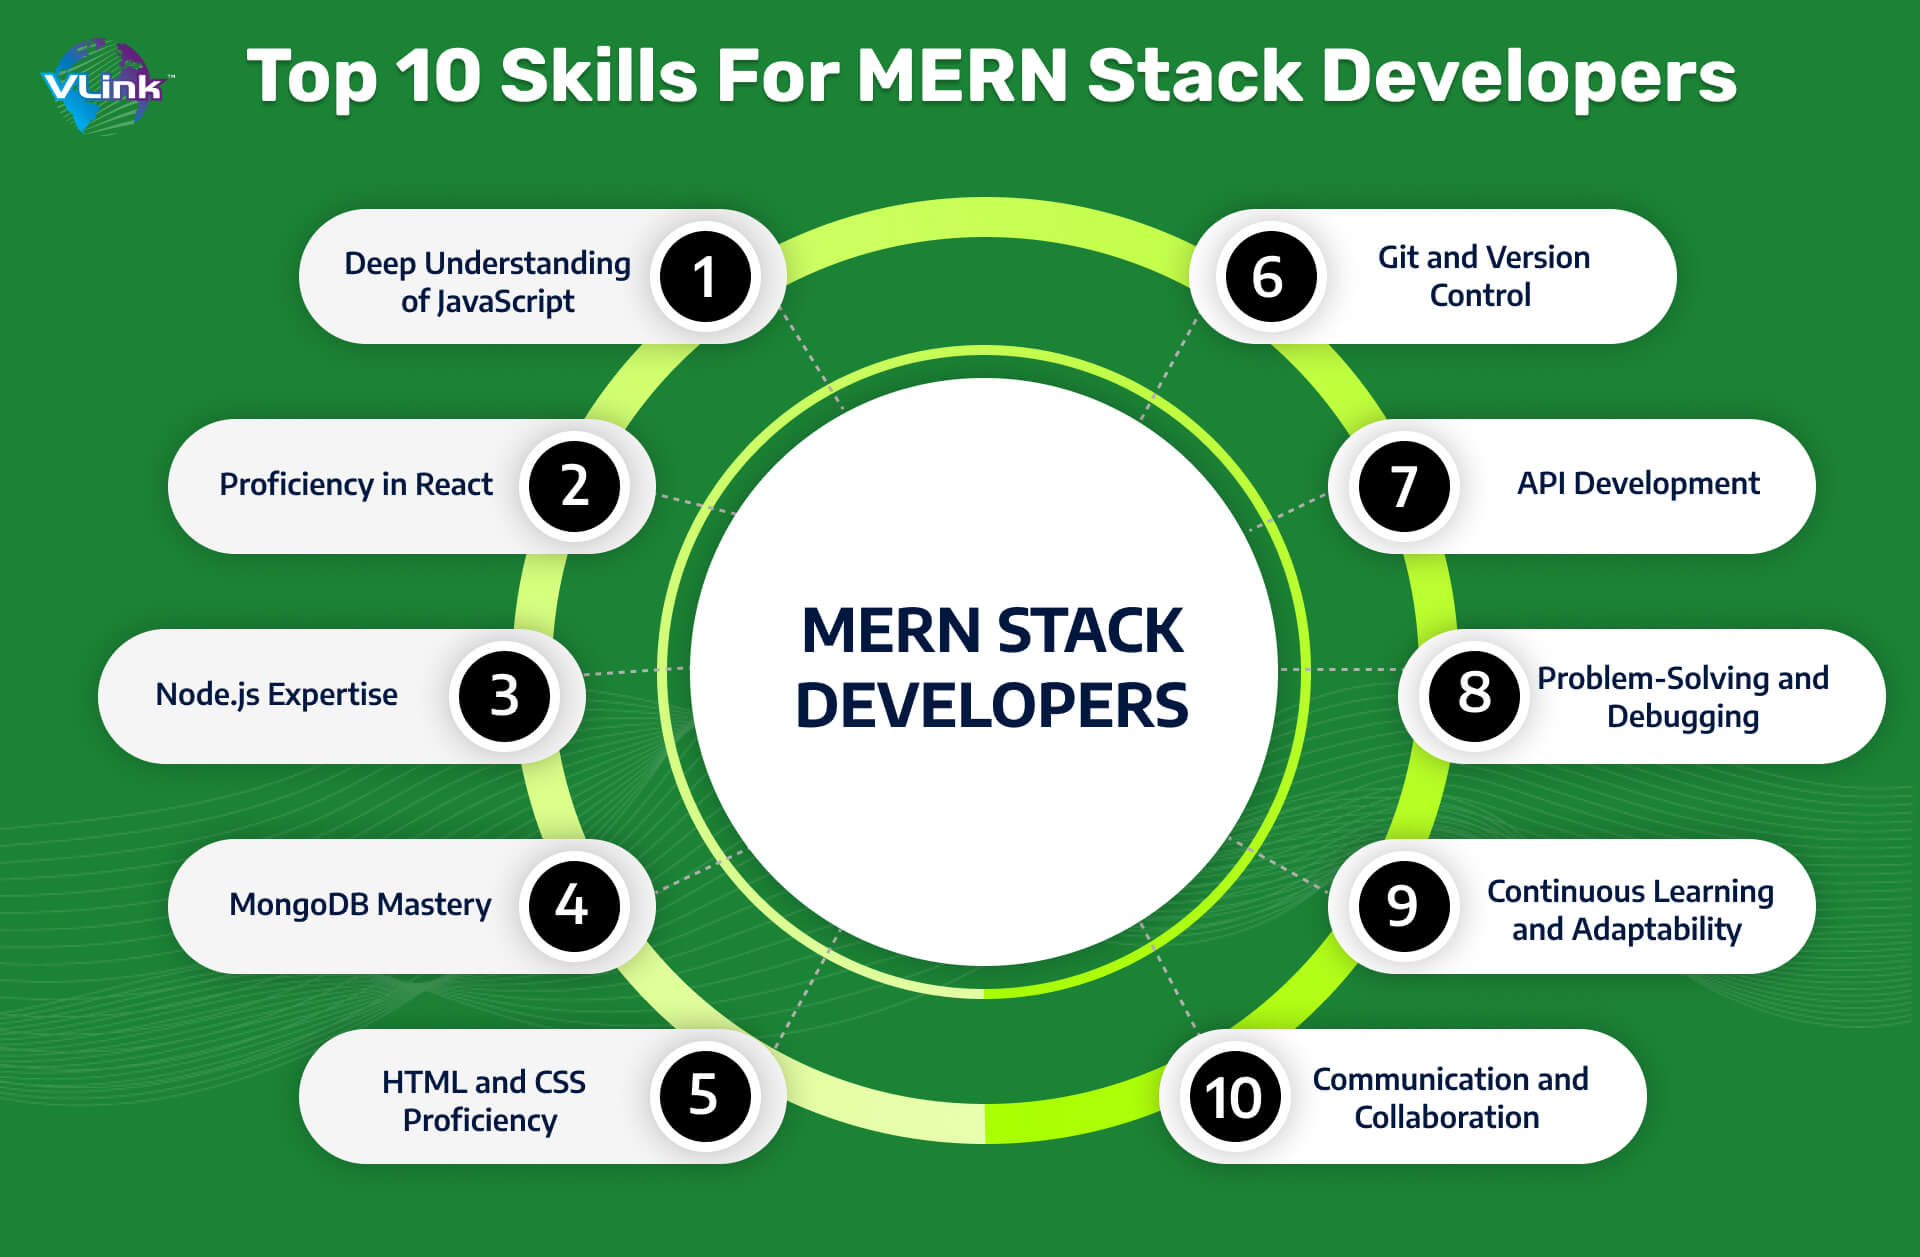 VLink™
Top 10 Skills For MERN Stack Developers
1
Deep Understanding
of JavaScript
2
Proficiency in React
3
Node.js Expertise
4
MongoDB Mastery
5
HTML and CSS
Proficiency
MERN STACK
DEVELOPERS
6
Git and Version
Control
7
API Development
8
Problem-Solving and
Debugging
9
Continuous Learning
and Adaptability
10
Communication and
Collaboration